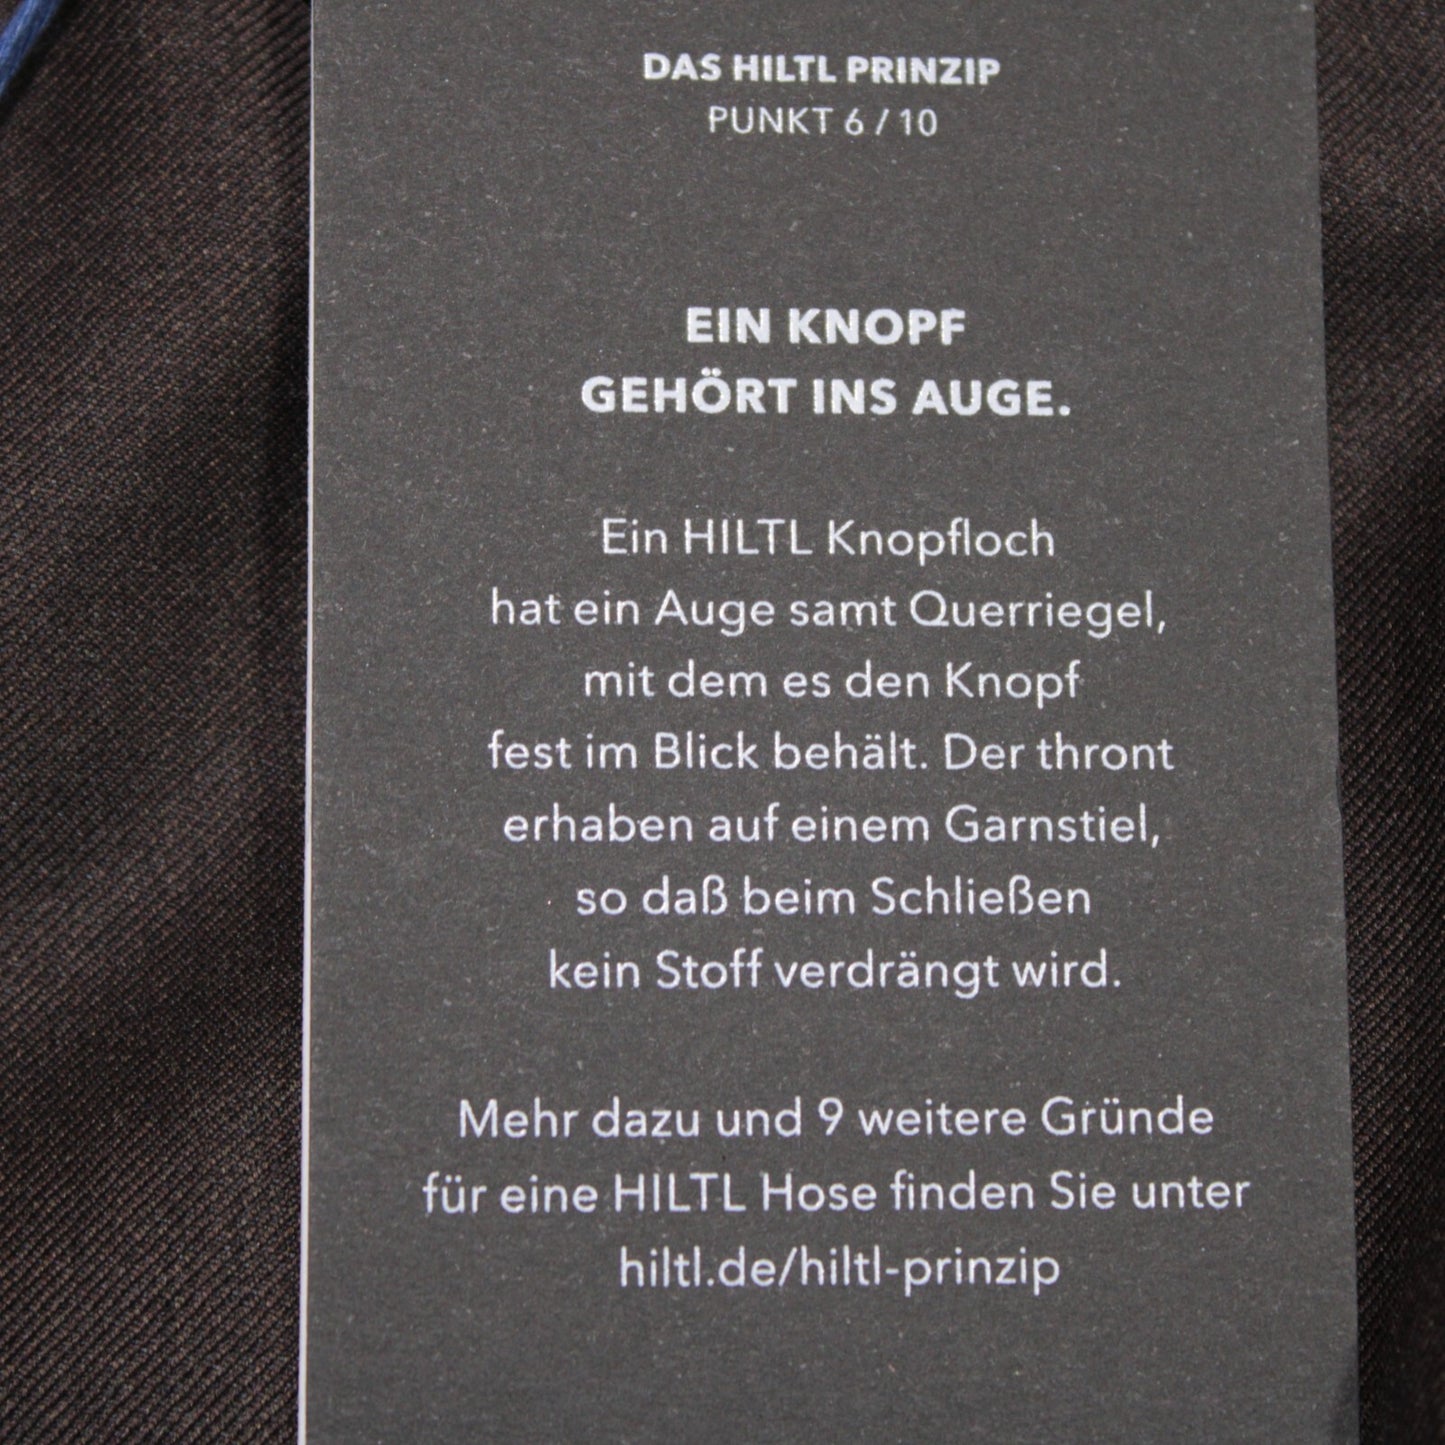 DAS HILTL PRINZIP
PUNKT 6 / 10
EIN KNOPF
GEHÖRT INS AUGE.
Ein HILTL Knopfloch
hat ein Auge samt Querriegel,
mit dem es den Knopf
fest im Blick behält. Der thront
erhaben auf einem Garnstiel,
so daß beim Schließen
kein Stoff verdrängt wird.
Mehr dazu und 9 weitere Gründe
für eine HILTL Hose finden Sie unter
hiltl.de/hiltl-prinzip